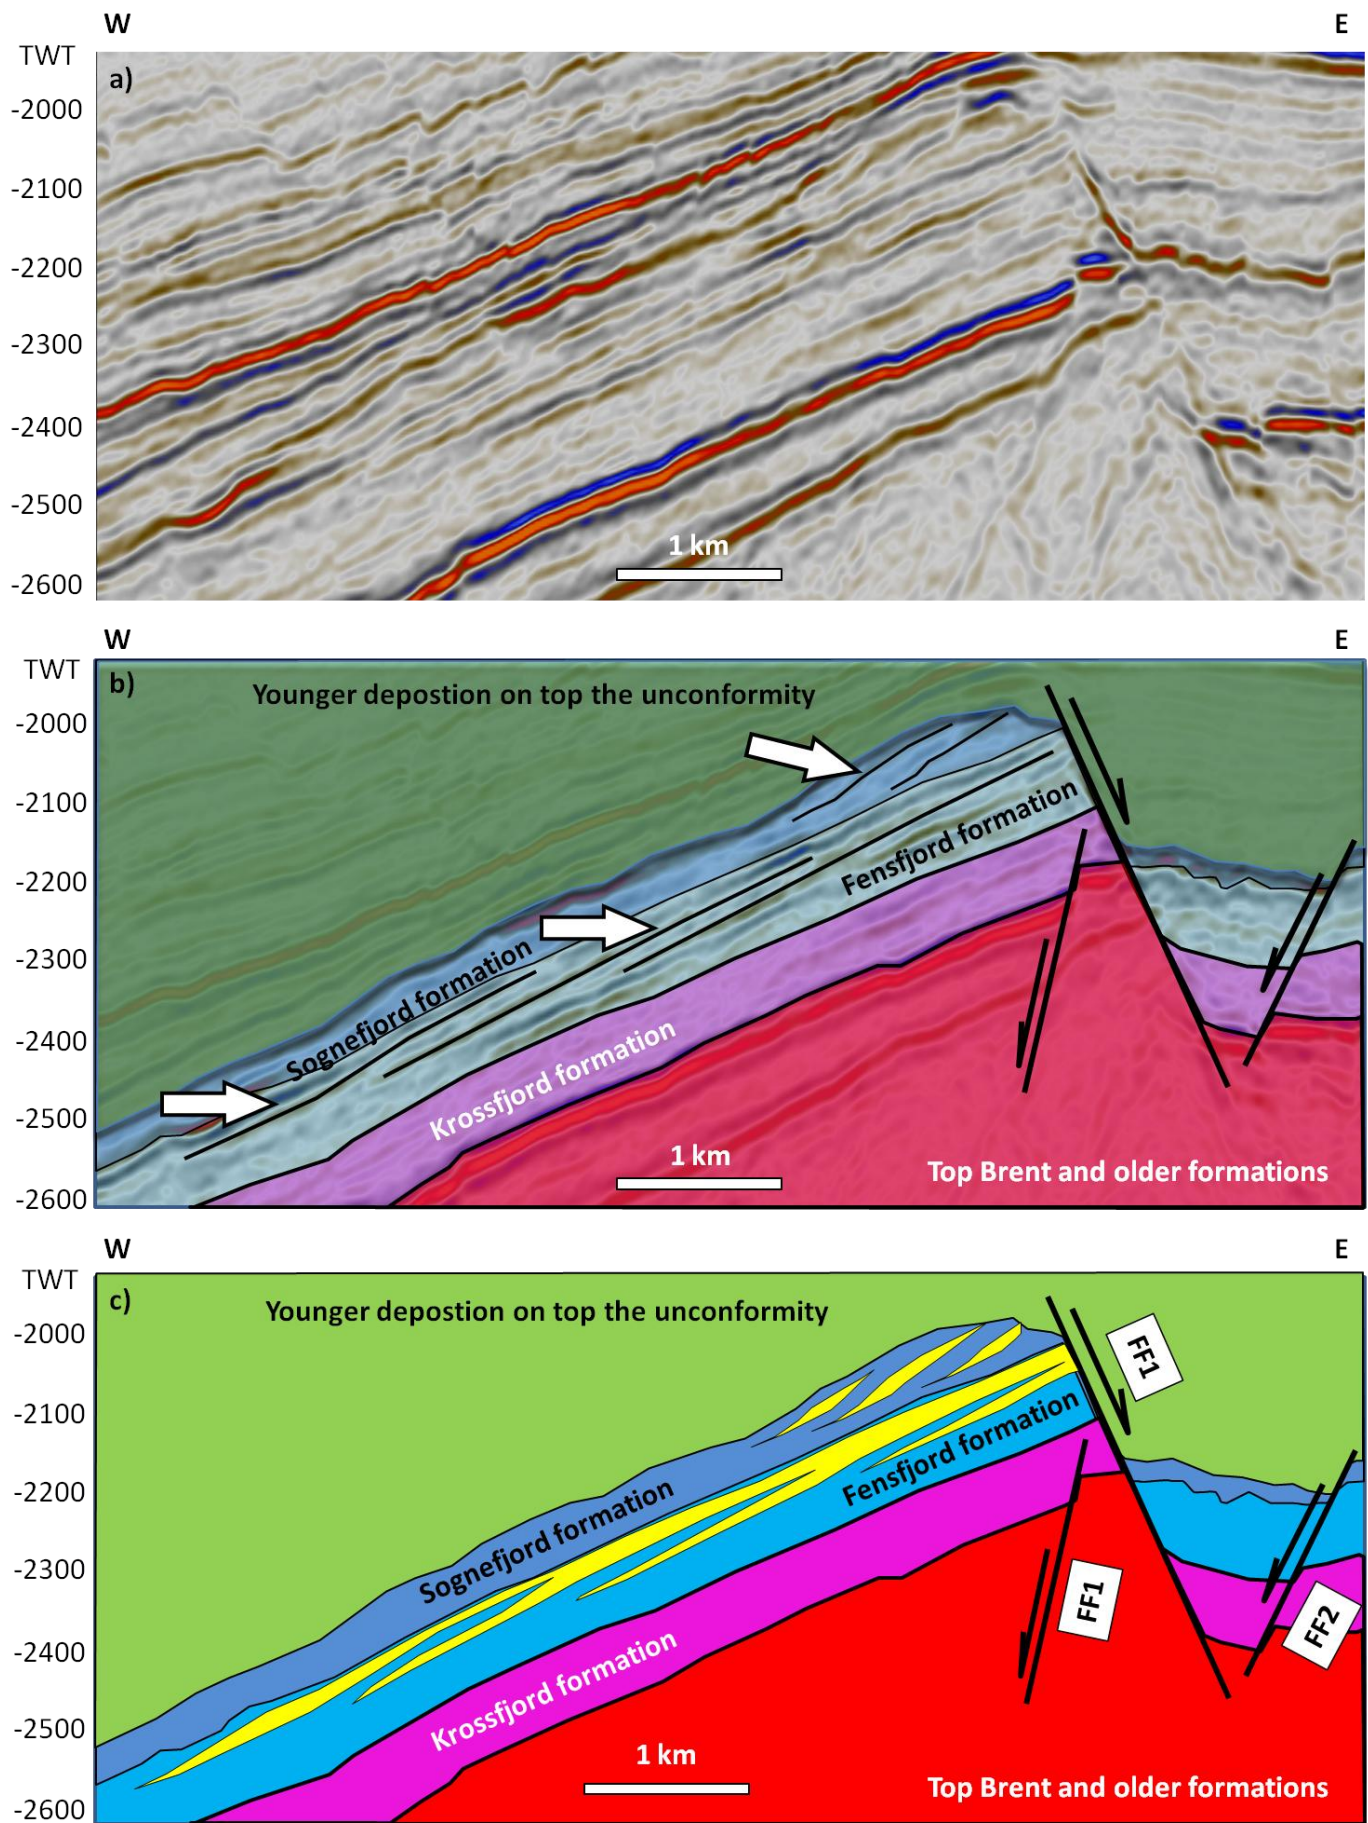 W E
TWT
a)
-2000
-2100
-2200
-2300
-2400
-2500
-2600
1 km
W E
TWT
b)
Younger depostion on top the unconformity
-2000
-2100
-2200
-2300
-2400
-2500
-2600
Fensfjord formation
Sognefjord formation
Krossfjord formation
1 km
Top Brent and older formations
W E
TWT
c)
Younger depostion on top the unconformity
-2000
-2100
-2200
-2300
-2400
-2500
-2600
FF1
Fensfjord formation
Sognefjord formation
FF1
FF2
Krossfjord formation
1 km
Top Brent and older formations